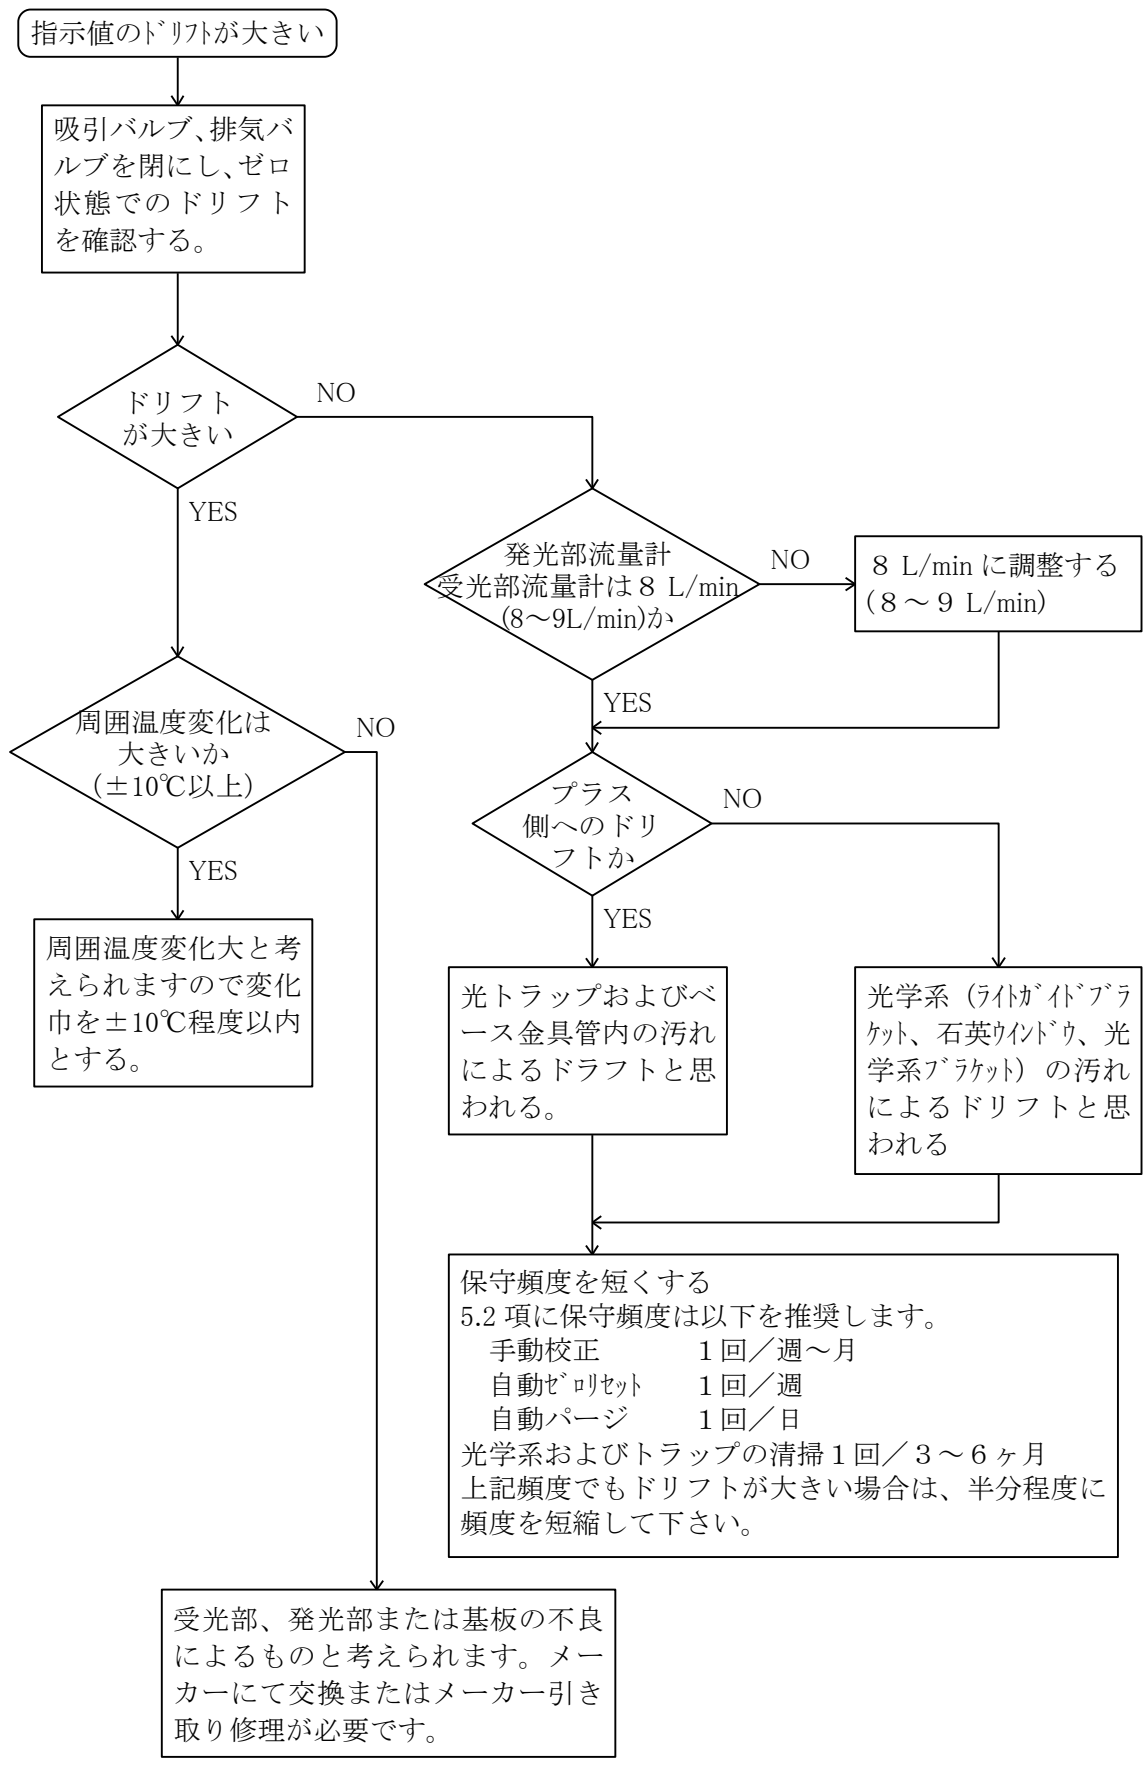 指示値のﾄﾞﾘﾌﾄが大きい
吸引バルブ、排気バ
ルブを閉にし、ゼロ
状態でのドリフト
を確認する。
ドリフト
が大きい
NO
YES
発光部流量計
受光部流量計は８ L/min
(8～9L/min)か
NO
８ L/min に調整する
(８～９ L/min)
YES
周囲温度変化は
大きいか
(±10℃以上)
NO
YES
プラス
側へのドリ
フトか
NO
YES
周囲温度変化大と考
えられますので変化
巾を±10℃程度以内
とする。
光トラップおよびベ
ース金具管内の汚れ
によるドラフトと思
われる。
光学系 (ﾗｲﾄｶﾞｲﾄﾞﾌﾞﾗ
ｹｯﾄ、石英ｳｲﾝﾄﾞｳ、光
学系ﾌﾞﾗｹｯﾄ) の汚れ
によるドリフトと思
われる
保守頻度を短くする
5.2 項に保守頻度は以下を推奨します。
手動校正 １回／週～月
自動ｾﾞﾛﾘｾｯﾄ １回／週
自動パージ １回／日
光学系およびトラップの清掃１回／３～６ヶ月
上記頻度でもドリフトが大きい場合は、半分程度に
頻度を短縮して下さい。
受光部、発光部または基板の不良
によるものと考えられます。メー
カーにて交換またはメーカー引き
取り修理が必要です。